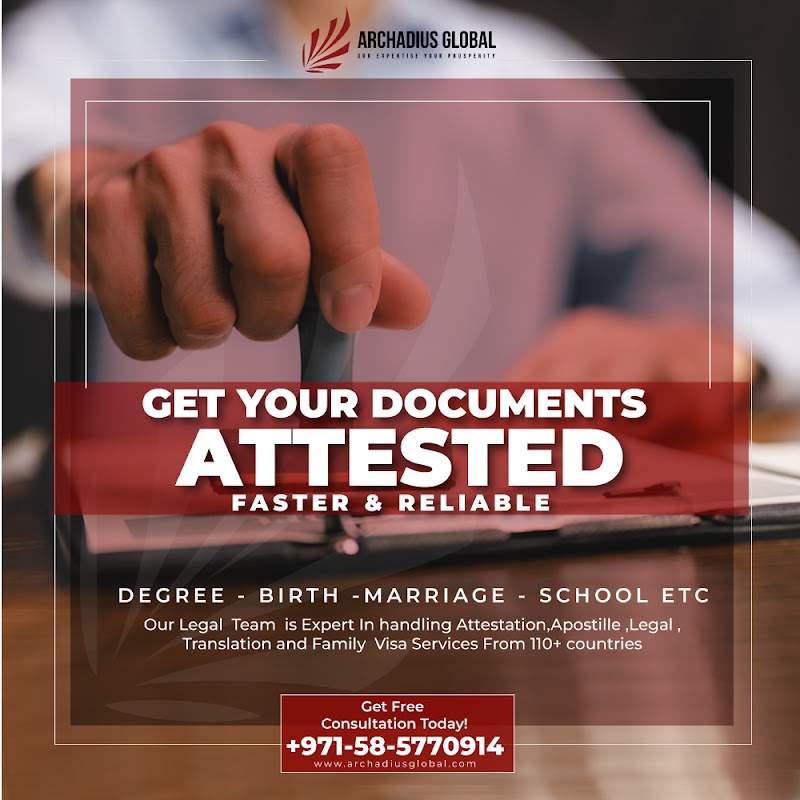 ARCHADIUS GLOBAL
OUR EXPERTISE YOUR PROSPERITY
GET YOUR DOCUMENTS
ATTESTED
FASTER & RELIABLE
DEGREE - BIRTH -MARRIAGE - SCHOOL ETC
Our Legal Team is Expert In handling Attestation,Apostille ,Legal ,
Translation and Family Visa Services From 110+ countries
Get Free
Consultation Today!
+971-58-5770914
www.archadiusglobal.com